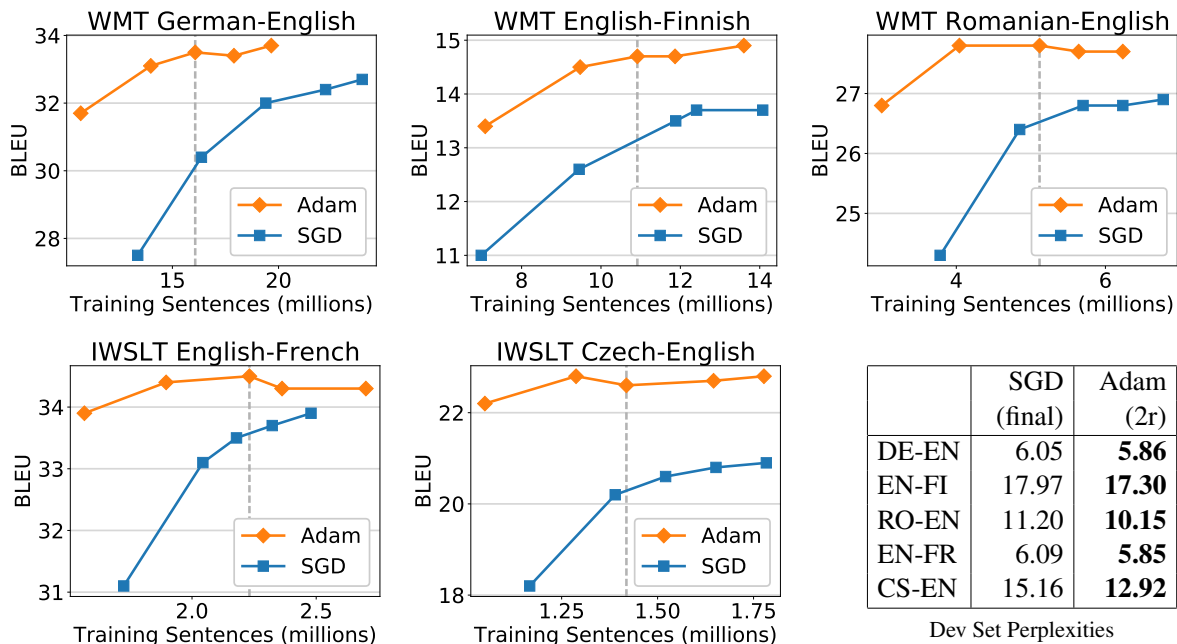 WMT German-English
34
32
30
28
BLEU
Adam
SGD
15
20
Training Sentences (millions)
WMT English-Finnish
15
14
13
12
11
BLEU
Adam
SGD
8
10
12
14
Training Sentences (millions)
WMT Romanian-English
27
26
25
BLEU
Adam
SGD
4
6
Training Sentences (millions)
IWSLT English-French
34
33
32
31
BLEU
Adam
SGD
2.0
2.5
Training Sentences (millions)
IWSLT Czech-English
22
20
18
BLEU
Adam
SGD
1.25
1.50
1.75
Training Sentences (millions)
SGD Adam
(final) (2r)
DE-EN 6.05 5.86
EN-FI 17.97 17.30
RO-EN 11.20 10.15
EN-FR 6.09 5.85
CS-EN 15.16 12.92
Dev Set Perplexities